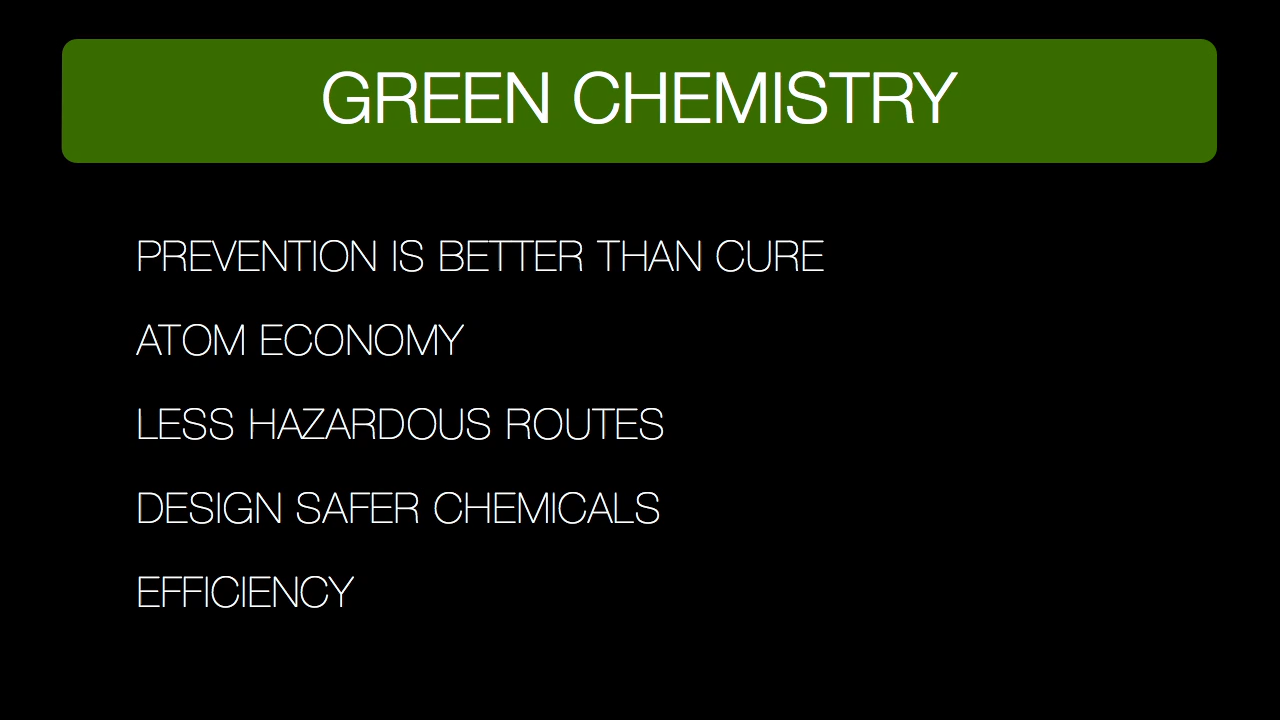 GREEN CHEMISTRY
PREVENTION IS BETTER THAN CURE
ATOM ECONOMY
LESS HAZARDOUS ROUTES
DESIGN SAFER CHEMICALS
EFFICIENCY